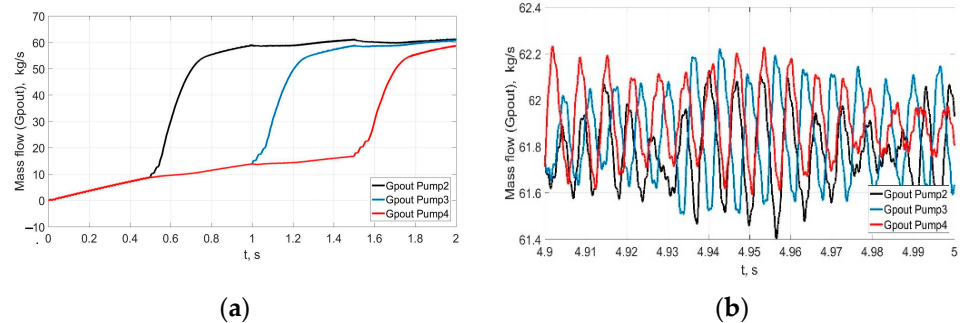 70
60
50
40
30
20
10
0
−10
Mass flow (Gpout), kg/s
0 0.2 0.4 0.6 0.8 1 1.2 1.4 1.6 1.8 2
t, s
Gpout Pump2
Gpout Pump3
Gpout Pump4
(a)
62.4
62.2
62
61.8
61.6
61.4
Mass flow (Gpout), kg/s
4.9 4.91 4.92 4.93 4.94 4.95 4.96 4.97 4.98 4.99 5
t, s
Gpout Pump2
Gpout Pump3
Gpout Pump4
(b)